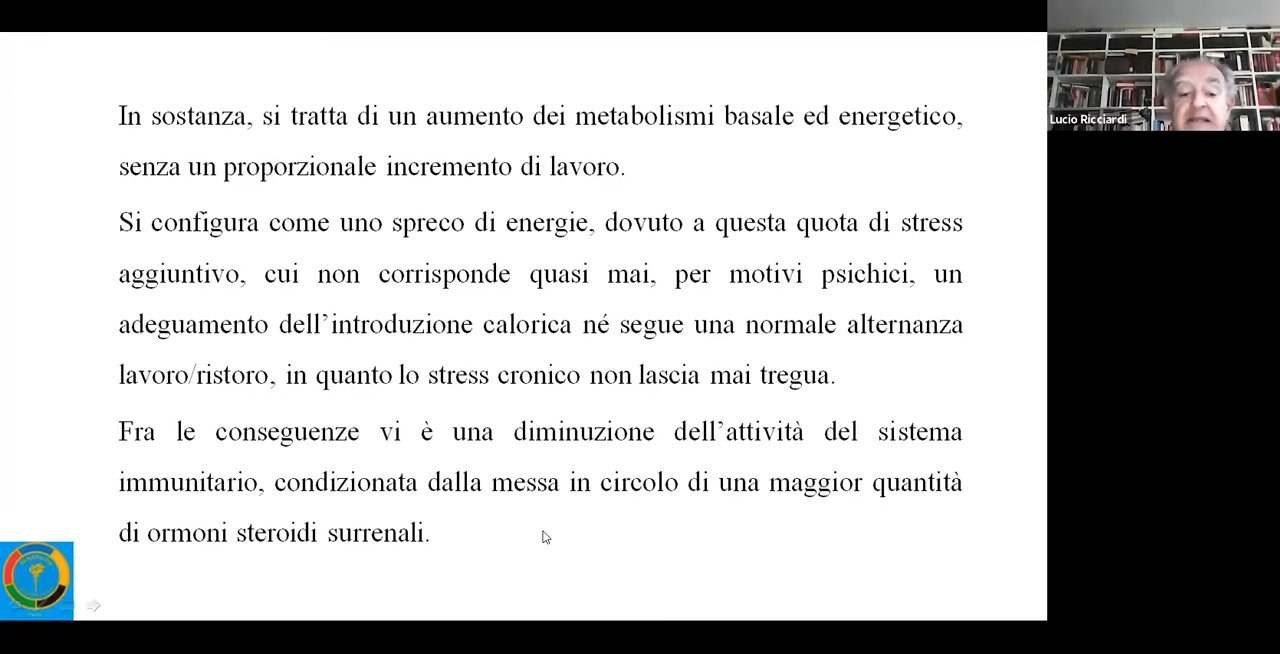 In sostanza, si tratta di un aumento dei metabolismi basale ed energetico,
senza un proporzionale incremento di lavoro.
Si configura come uno spreco di energie, dovuto a questa quota di stress
aggiuntivo, cui non corrisponde quasi mai, per motivi psichici, un
adeguamento dell’introduzione calorica né segue una normale alternanza
lavoro/ristoro, in quanto lo stress cronico non lascia mai tregua.
Fra le conseguenze vi è una diminuzione dell’attività del sistema
immunitario, condizionata dalla messa in circolo di una maggior quantità
di ormoni steroidi surrenali.
Lucio Ricciardi